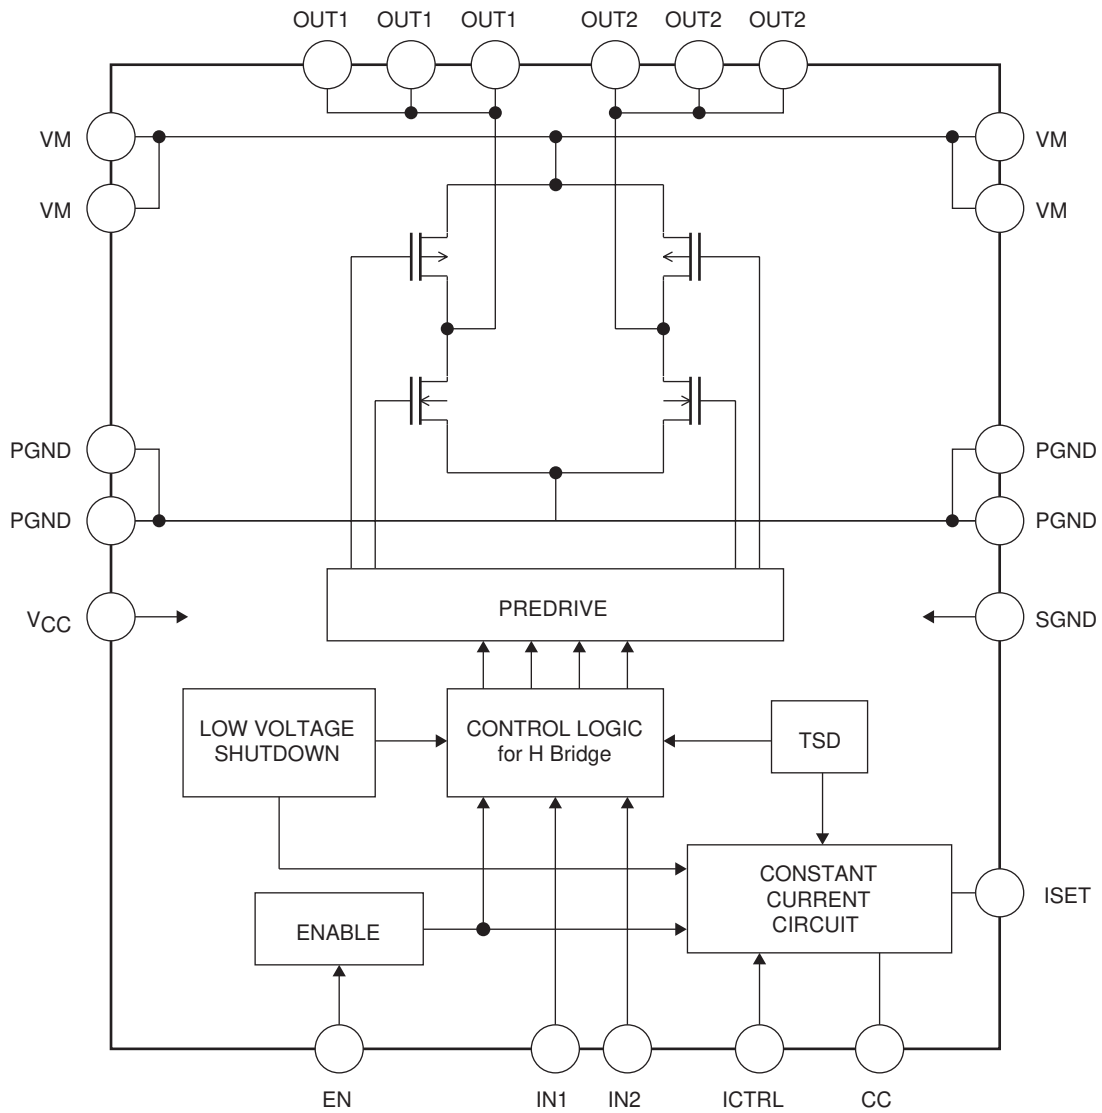 OUT1 OUT1 OUT1 OUT2 OUT2 OUT2
VM VM
VM VM
PGND PGND
PGND PGND
VCC SGND
PREDRIVE
LOW VOLTAGE
SHUTDOWN
CONTROL LOGIC
for H Bridge
TSD
CONSTANT
CURRENT
CIRCUIT
ISET
ENABLE
EN IN1 IN2 ICTRL CC